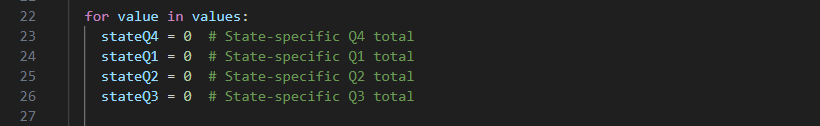 22 for value in values:
23 stateQ4 = 0 # State-specific Q4 total
24 stateQ1 = 0 # State-specific Q1 total
25 stateQ2 = 0 # State-specific Q2 total
26 stateQ3 = 0 # State-specific Q3 total
27